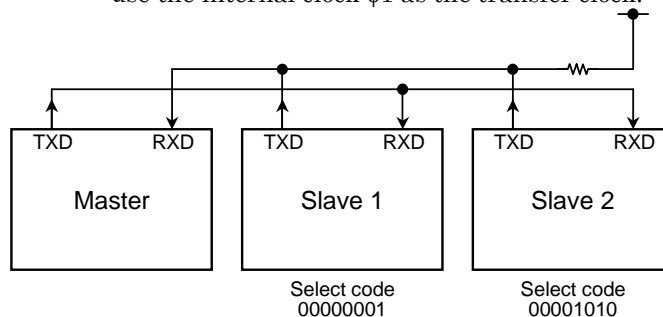 use the internal clock φ1 as the transfer clock.
TXD RXD TXD RXD TXD RXD
Master Slave 1 Slave 2
Select code Select code
00000001 00001010